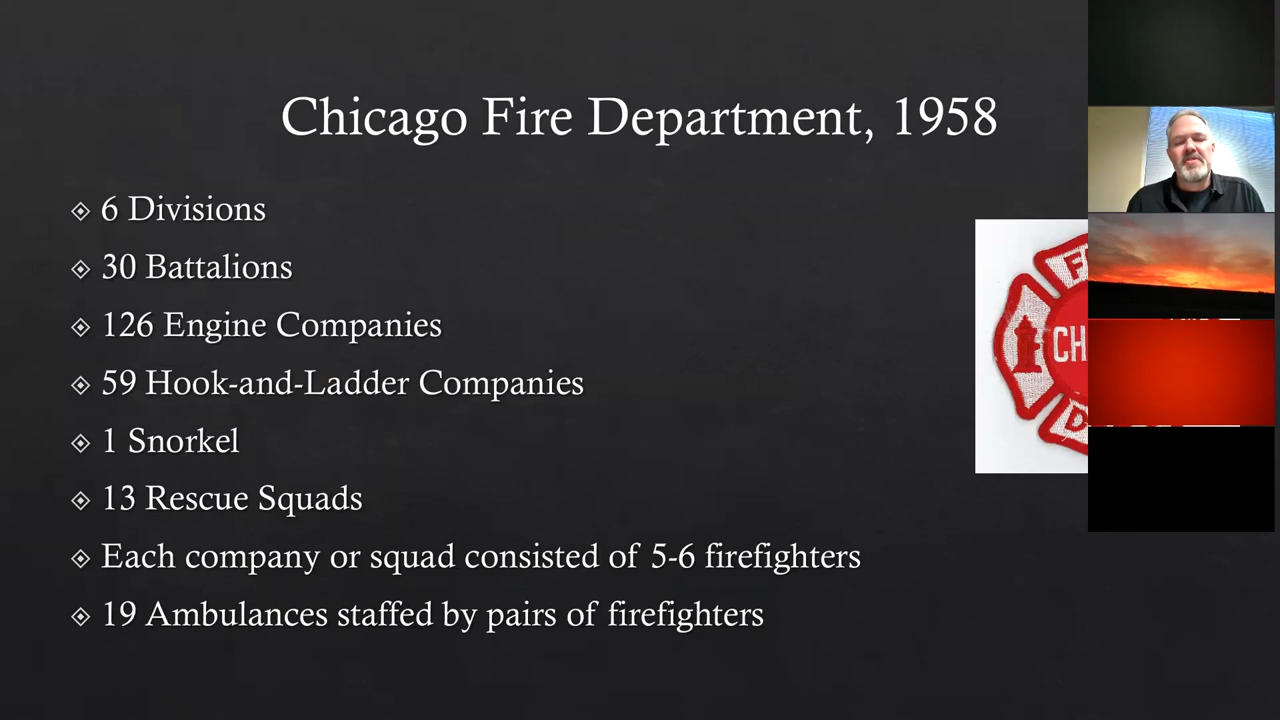 Chicago Fire Department, 1958
6 Divisions
30 Battalions
126 Engine Companies
59 Hook-and-Ladder Companies
1 Snorkel
13 Rescue Squads
Each company or squad consisted of 5-6 firefighters
19 Ambulances staffed by pairs of firefighters